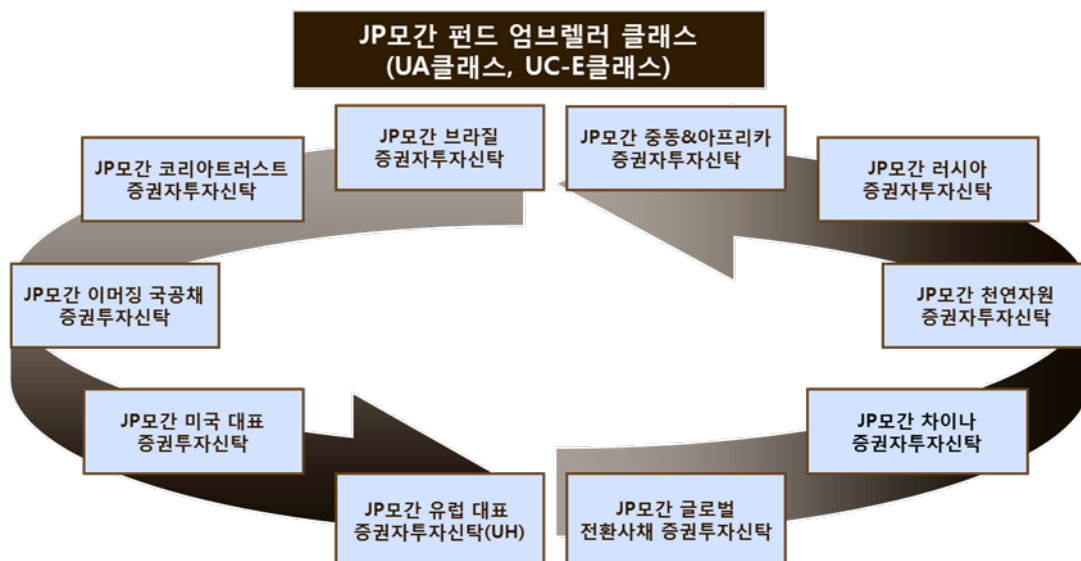 JP모간 펀드 엄브렐러 클래스
(UA클래스, UC-E클래스)
JP모간 브라질
증권자투자신탁
JP모간 중동&아프리카
증권자투자신탁
JP모간 코리아트러스트
증권자투자신탁
JP모간 러시아
증권자투자신탁
JP모간 이머징 국공채
증권투자신탁
JP모간 천연자원
증권자투자신탁
JP모간 미국 대표
증권투자신탁
JP모간 차이나
증권자투자신탁
JP모간 유럽 대표
증권자투자신탁(UH)
JP모간 글로벌
전환사채 증권투자신탁